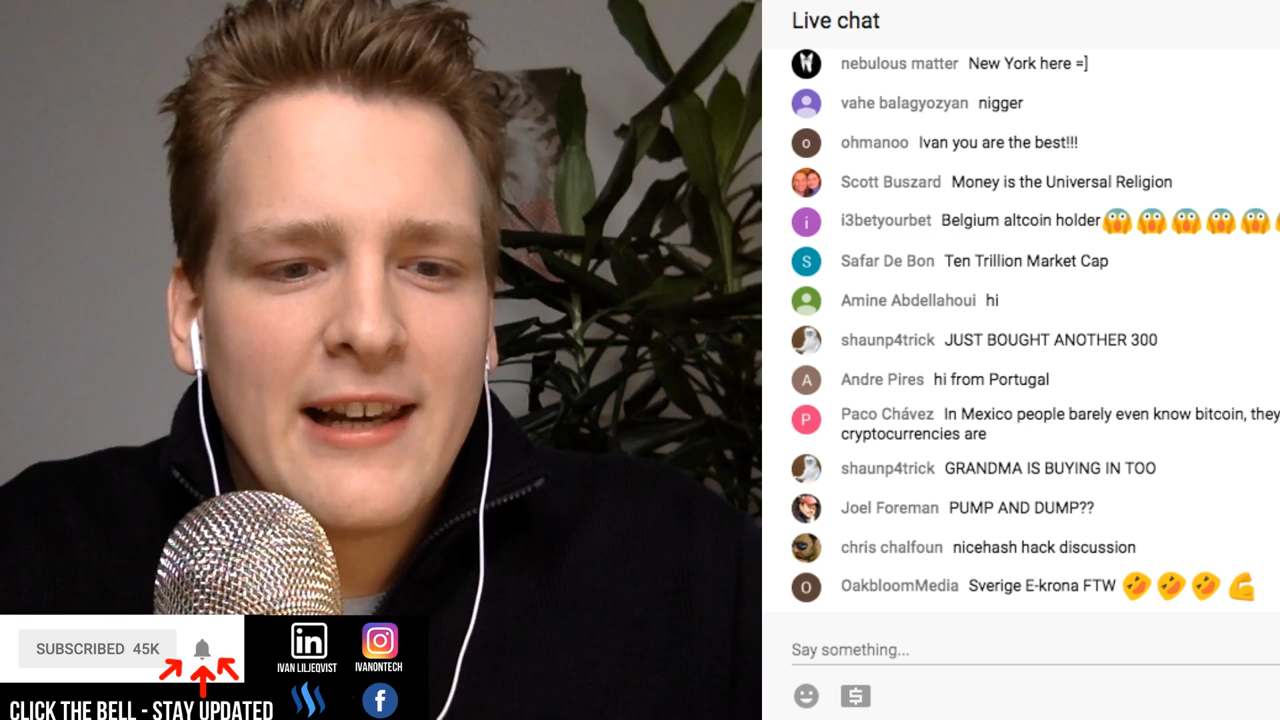 Live chat
nebulous matter New York here =]
vahe balagyozyan nigger
o
ohmanoo Ivan you are the best!!!
Scott Buszard Money is the Universal Religion
i
i3betyourbet Belgium altcoin holder😱😱😱😱😱
S
Safar De Bon Ten Trillion Market Cap
Amine Abdellahoui hi
shaunp4trick JUST BOUGHT ANOTHER 300
A
Andre Pires hi from Portugal
P
Paco Chávez In Mexico people barely even know bitcoin, they
cryptocurrencies are
shaunp4trick GRANDMA IS BUYING IN TOO
Joel Foreman PUMP AND DUMP??
chris chalfoun nicehash hack discussion
O
OakbloomMedia Sverige E-krona FTW 🤣🤣🤣💪
Say something...
$
SUBSCRIBED 45K
CLICK THE BELL - STAY UPDATED
in
IVAN LILJEQVIST
IVANONTECH
f